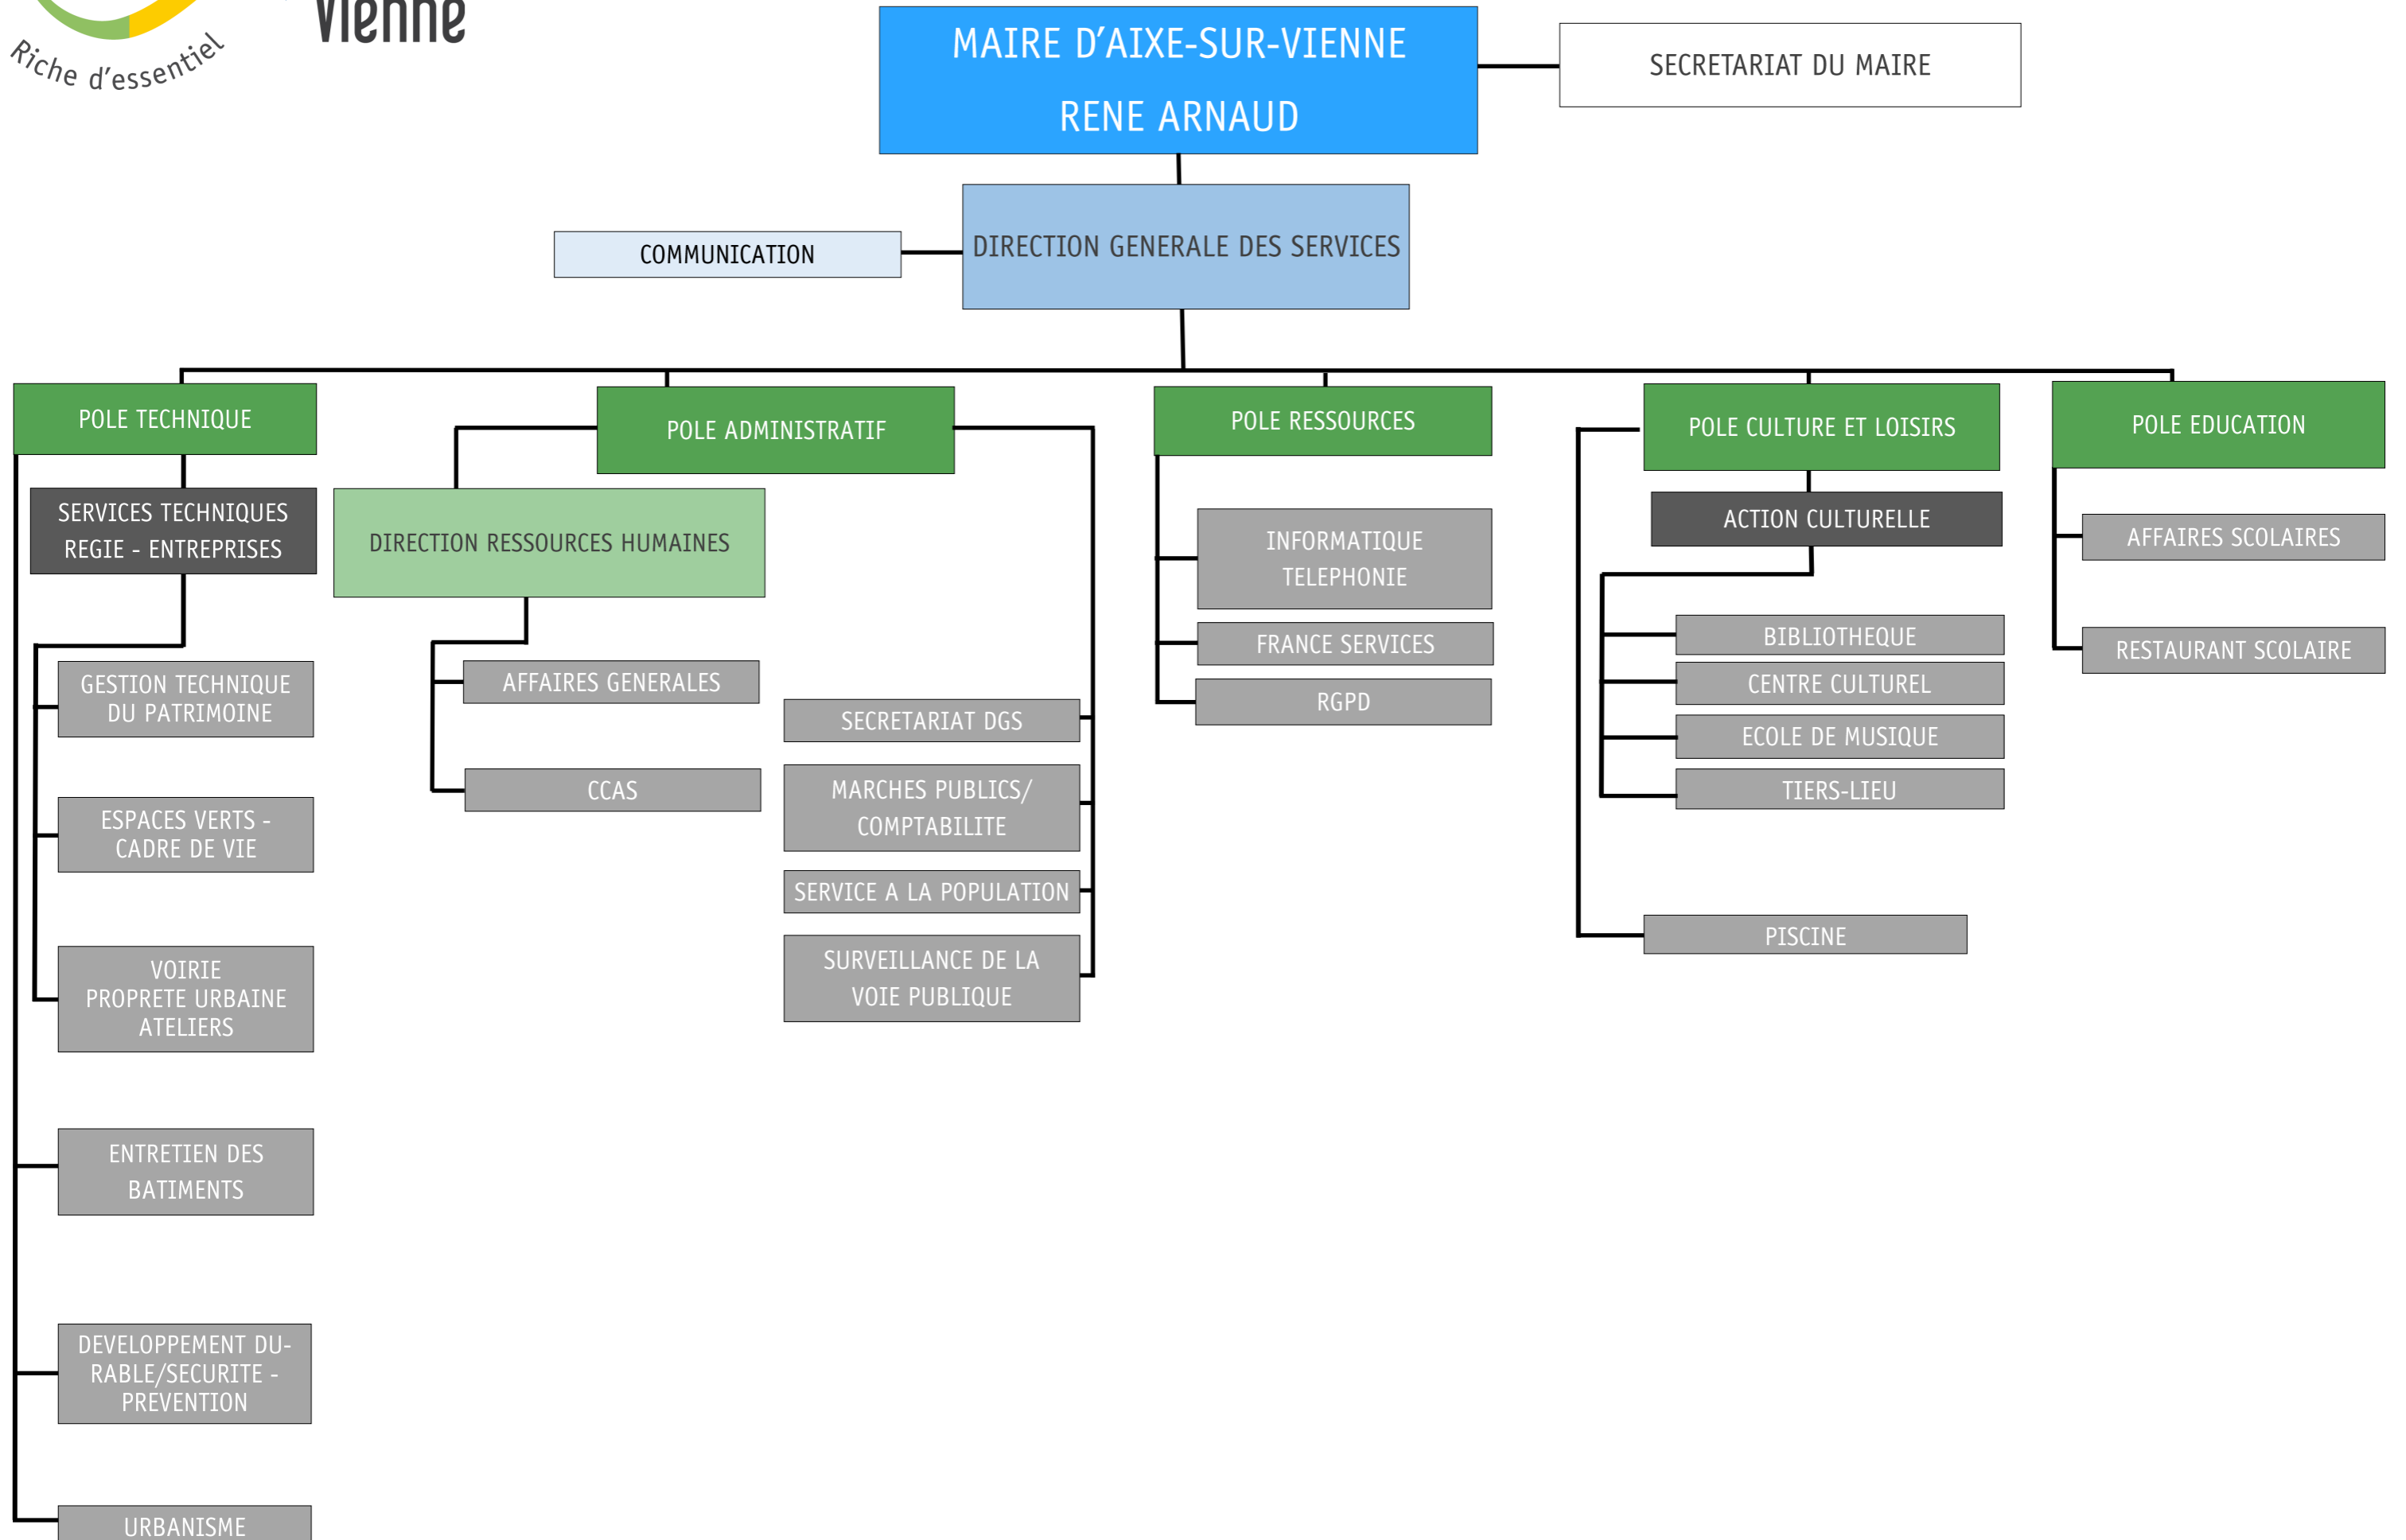 Vienne
Riche d'essentiel
MAIRE D'AIXE-SUR-VIENNE
RENE ARNAUD
SECRETARIAT DU MAIRE
DIRECTION GENERALE DES SERVICES
COMMUNICATION
POLE TECHNIQUE
SERVICES TECHNIQUES
REGIE - ENTREPRISES
GESTION TECHNIQUE
DU PATRIMOINE
ESPACES VERTS -
CADRE DE VIE
VOIRIE
PROPRETE URBAINE
ATELIERS
ENTRETIEN DES
BATIMENTS
DEVELOPPEMENT DU-
RABLE/SECURITE -
PREVENTION
URBANISME
POLE ADMINISTRATIF
DIRECTION RESSOURCES HUMAINES
AFFAIRES GENERALES
CCAS
SECRETARIAT DGS
MARCHES PUBLICS/
COMPTABILITE
SERVICE A LA POPULATION
SURVEILLANCE DE LA
VOIE PUBLIQUE
POLE RESSOURCES
INFORMATIQUE
TELEPHONIE
FRANCE SERVICES
RGPD
POLE CULTURE ET LOISIRS
ACTION CULTURELLE
BIBLIOTHEQUE
CENTRE CULTUREL
ECOLE DE MUSIQUE
TIERS-LIEU
PISCINE
POLE EDUCATION
AFFAIRES SCOLAIRES
RESTAURANT SCOLAIRE